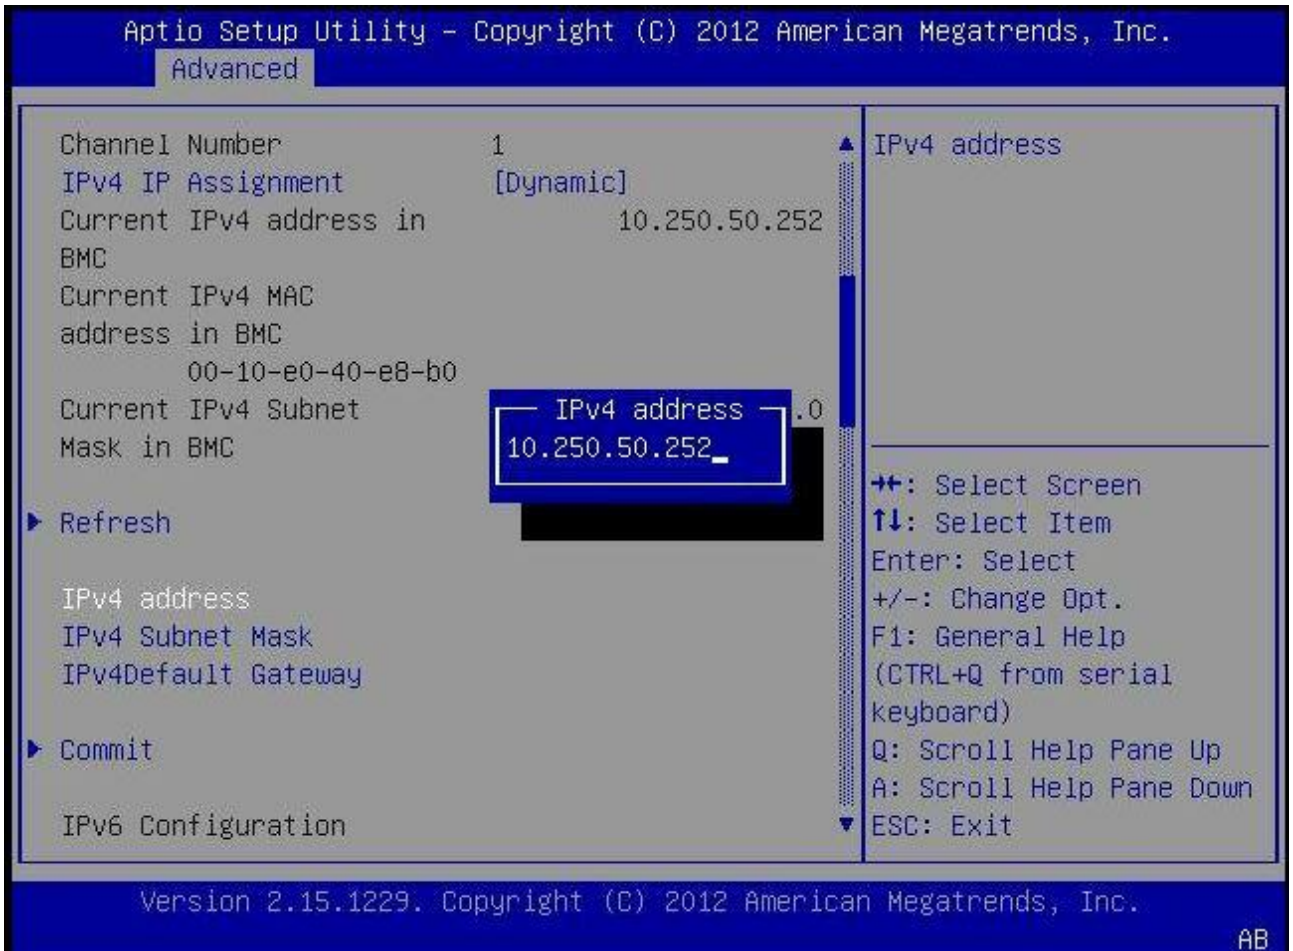 Aptio Setup Utility – Copyright (C) 2012 American Megatrends, Inc.
Advanced
Channel Number 1
IPv4 IP Assignment [Dynamic]
Current IPv4 address in 10.250.50.252
BMC
Current IPv4 MAC
address in BMC
00-10-e0-40-e8-b0
Current IPv4 Subnet .0
Mask in BMC
Refresh
IPv4 address
IPv4 Subnet Mask
IPv4Default Gateway
Commit
IPv6 Configuration
IPv4 address
10.250.50.252_
IPv4 address
→←: Select Screen
↑↓: Select Item
Enter: Select
+/-: Change Opt.
F1: General Help
(CTRL+Q from serial
keyboard)
Q: Scroll Help Pane Up
A: Scroll Help Pane Down
ESC: Exit
Version 2.15.1229. Copyright (C) 2012 American Megatrends, Inc.
AB